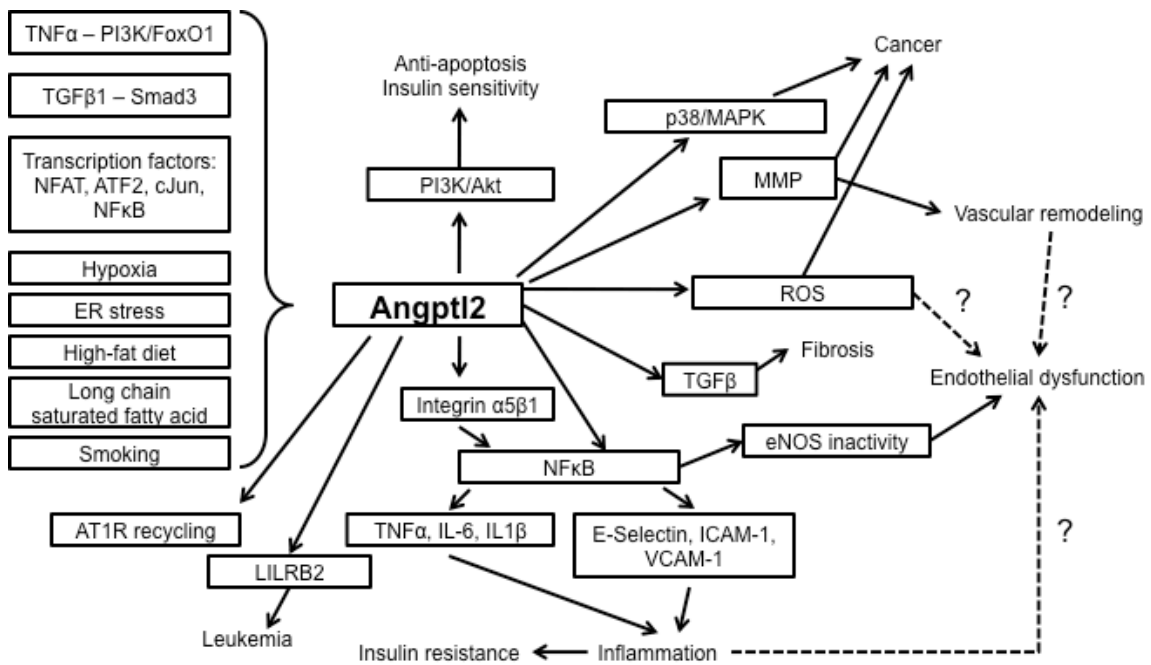 TNFα – PI3K/FoxO1
TGFβ1 – Smad3
Transcription factors:
NFAT, ATF2, cJun,
NFκB
Hypoxia
ER stress
High-fat diet
Long chain
saturated fatty acid
Smoking
Anti-apoptosis
Insulin sensitivity
PI3K/Akt
Angptl2
Cancer
p38/MAPK
MMP
Vascular remodeling
ROS
?
?
TGFβ
Fibrosis
Endothelial dysfunction
Integrin α5β1
NFκB
eNOS inactivity
AT1R recycling
LILRB2
Leukemia
TNFα, IL-6, IL1β
E-Selectin, ICAM-1,
VCAM-1
?
Insulin resistance
Inflammation